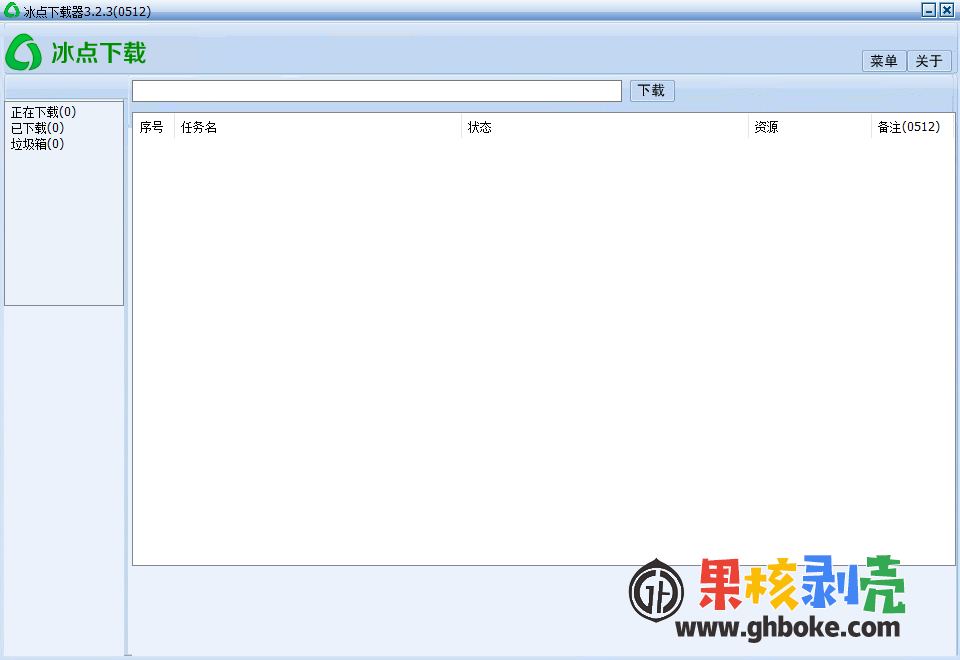 冰点下载器3.2.3(0512)
冰点下载
菜单 关于
下载
正在下载(0)
已下载(0)
垃圾箱(0)
序号 任务名 状态 资源 备注(0512)
果核剥壳
www.ghboke.com